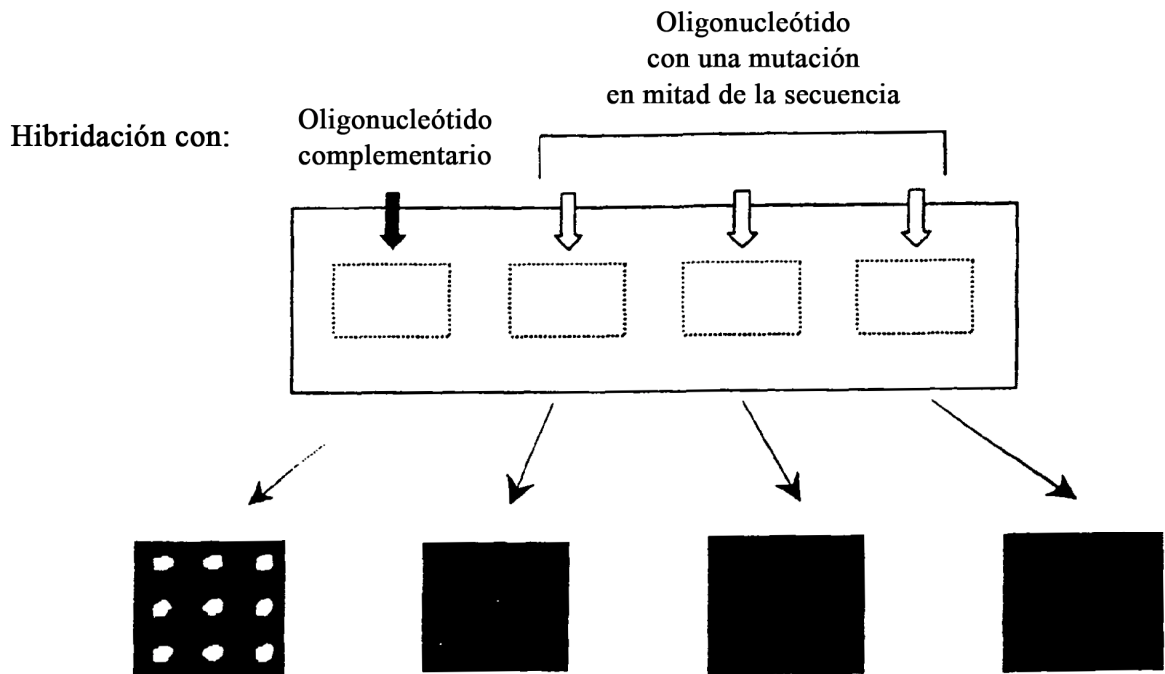 Oligonucleótido
con una mutación
en mitad de la secuencia
Oligonucleótido
complementario
Hibridación con: